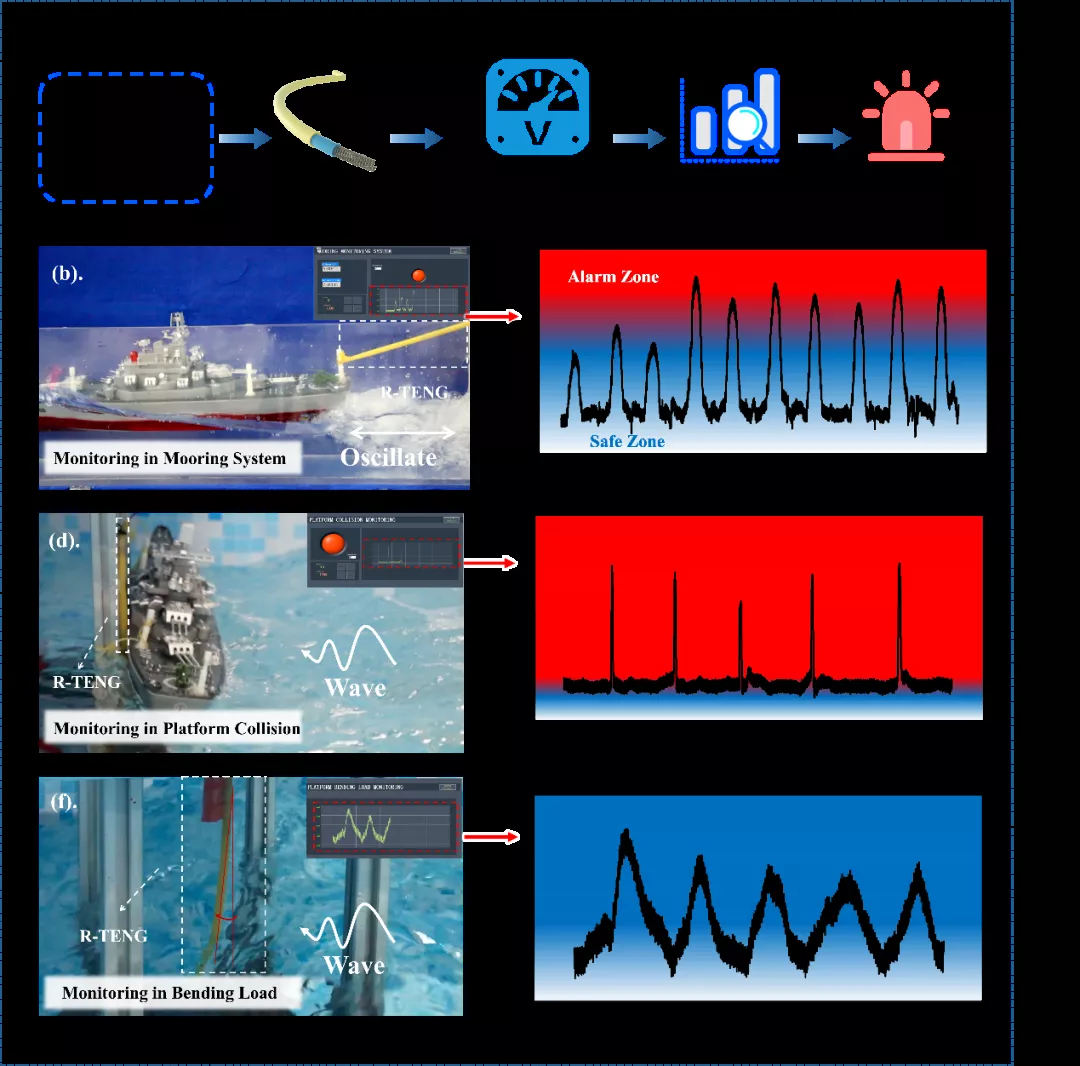 V
(b).
MOORING MONITORING SYSTEM
R-TENG
Oscillate
Monitoring in Mooring System
Alarm Zone
Safe Zone
(d).
PLATFORM COLLISION MONITORING
R-TENG
Wave
Monitoring in Platform Collision
(f).
PLATFORM BENDING LOAD MONITORING
R-TENG
Wave
Monitoring in Bending Load